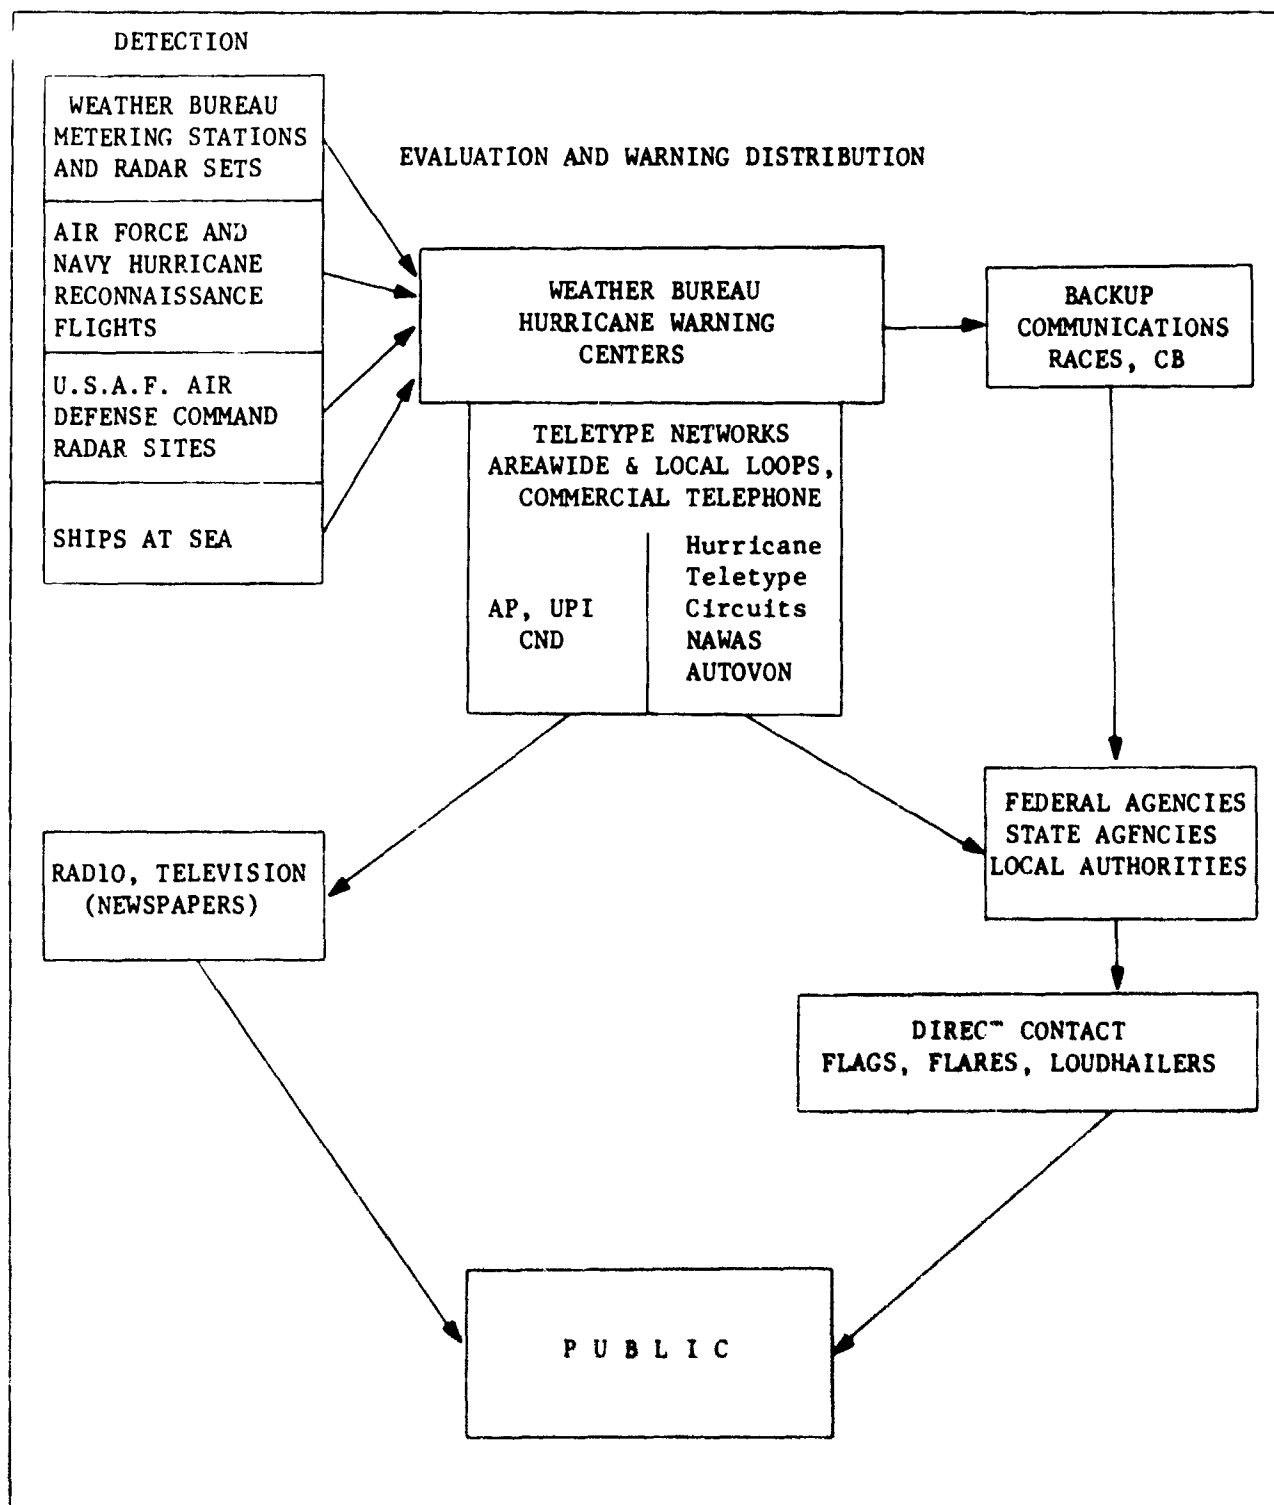 DETECTION
WEATHER BUREAU
METERING STATIONS
AND RADAR SETS
AIR FORCE AND
NAVY HURRICANE
RECONNAISSANCE
FLIGHTS
U.S.A.F. AIR
DEFENSE COMMAND
RADAR SITES
SHIPS AT SEA
EVALUATION AND WARNING DISTRIBUTION
WEATHER BUREAU
HURRICANE WARNING
CENTERS
TELETYPE NETWORKS
AREAWIDE & LOCAL LOOPS,
COMMERCIAL TELEPHONE
AP, UPI
CND
Hurricane
Teletype
Circuits
NAWAS
AUTOVON
BACKUP
COMMUNICATIONS
RACES, CB
RADIO, TELEVISION
(NEWSPAPERS)
FEDERAL AGENCIES
STATE AGENCIES
LOCAL AUTHORITIES
DIRECT CONTACT
FLAGS, FLARES, LOUDHAILERS
P U B L I C